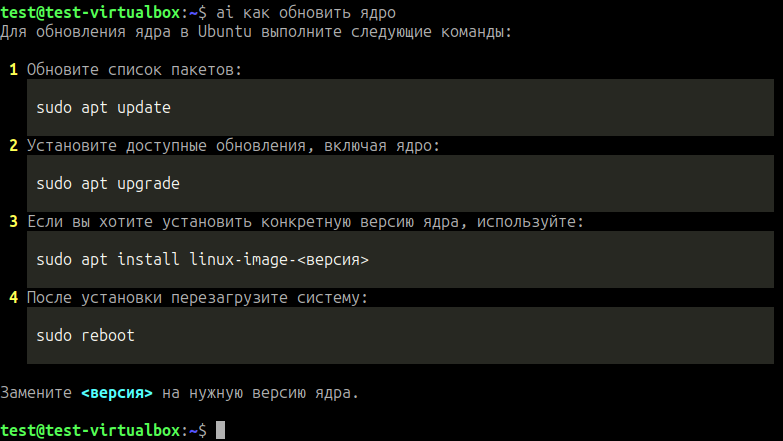 test@test-virtualbox:~$ ai как обновить ядро
Для обновления ядра в Ubuntu выполните следующие команды:
1 Обновите список пакетов:
sudo apt update
2 Установите доступные обновления, включая ядро:
sudo apt upgrade
3 Если вы хотите установить конкретную версию ядра, используйте:
sudo apt install linux-image-<версия>
4 После установки перезагрузите систему:
sudo reboot
Замените <версия> на нужную версию ядра.
test@test-virtualbox:~$